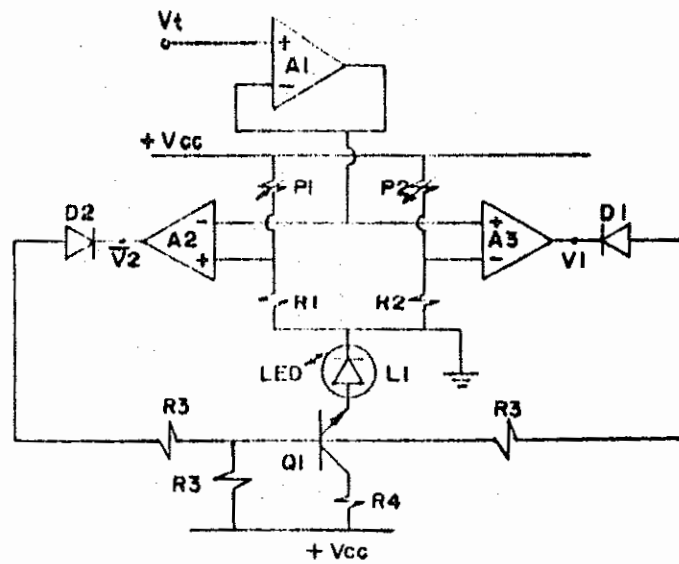 Vt
+
A1
-
+ Vcc
P1
P2
D2
-
A2
V2
+
+
A3
-
D1
V1
R1
R2
LED
L1
R3
R3
Q1
R3
R4
+ Vcc